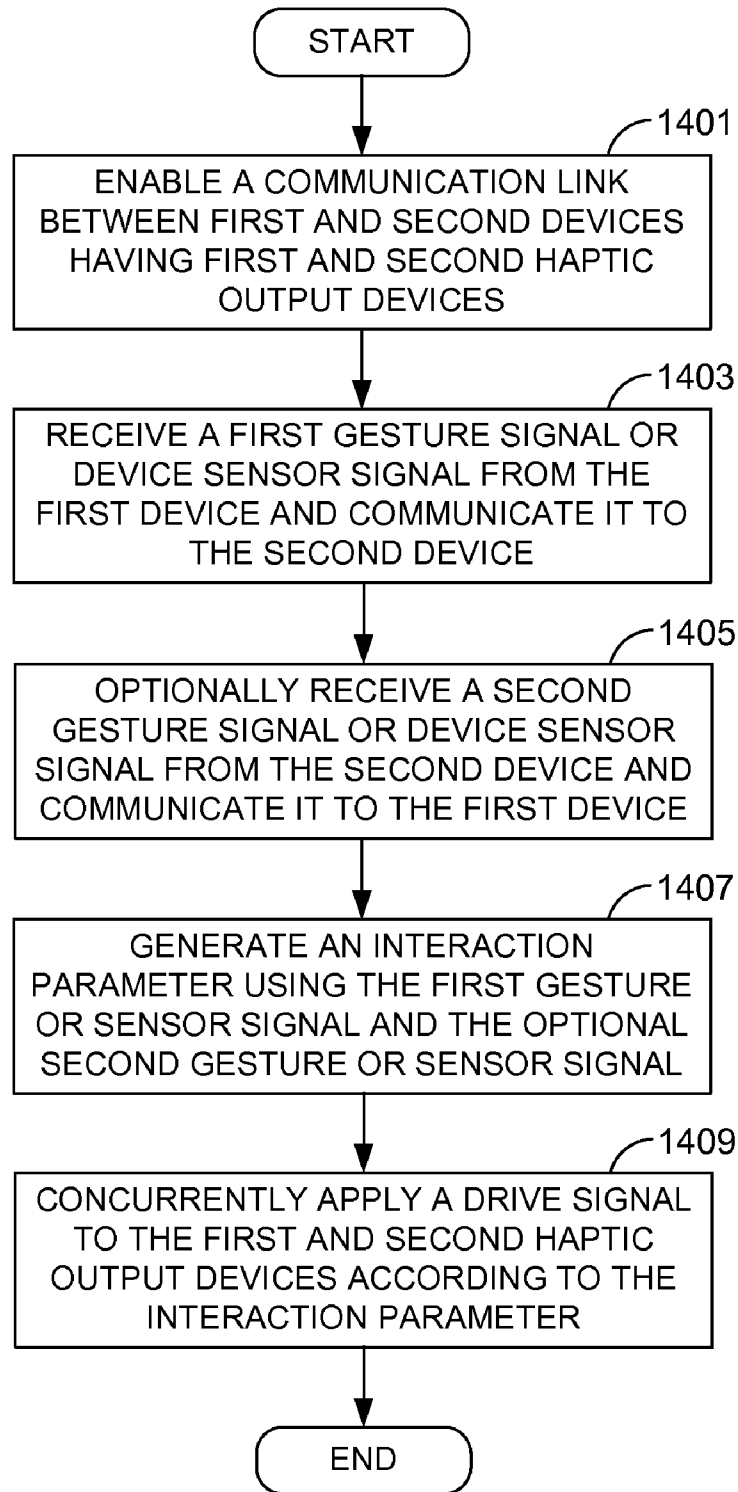 START
1401
ENABLE A COMMUNICATION LINK
BETWEEN FIRST AND SECOND DEVICES
HAVING FIRST AND SECOND HAPTIC
OUTPUT DEVICES
1403
RECEIVE A FIRST GESTURE SIGNAL OR
DEVICE SENSOR SIGNAL FROM THE
FIRST DEVICE AND COMMUNICATE IT TO
THE SECOND DEVICE
1405
OPTIONALLY RECEIVE A SECOND
GESTURE SIGNAL OR DEVICE SENSOR
SIGNAL FROM THE SECOND DEVICE AND
COMMUNICATE IT TO THE FIRST DEVICE
1407
GENERATE AN INTERACTION
PARAMETER USING THE FIRST GESTURE
OR SENSOR SIGNAL AND THE OPTIONAL
SECOND GESTURE OR SENSOR SIGNAL
1409
CONCURRENTLY APPLY A DRIVE SIGNAL
TO THE FIRST AND SECOND HAPTIC
OUTPUT DEVICES ACCORDING TO THE
INTERACTION PARAMETER
END